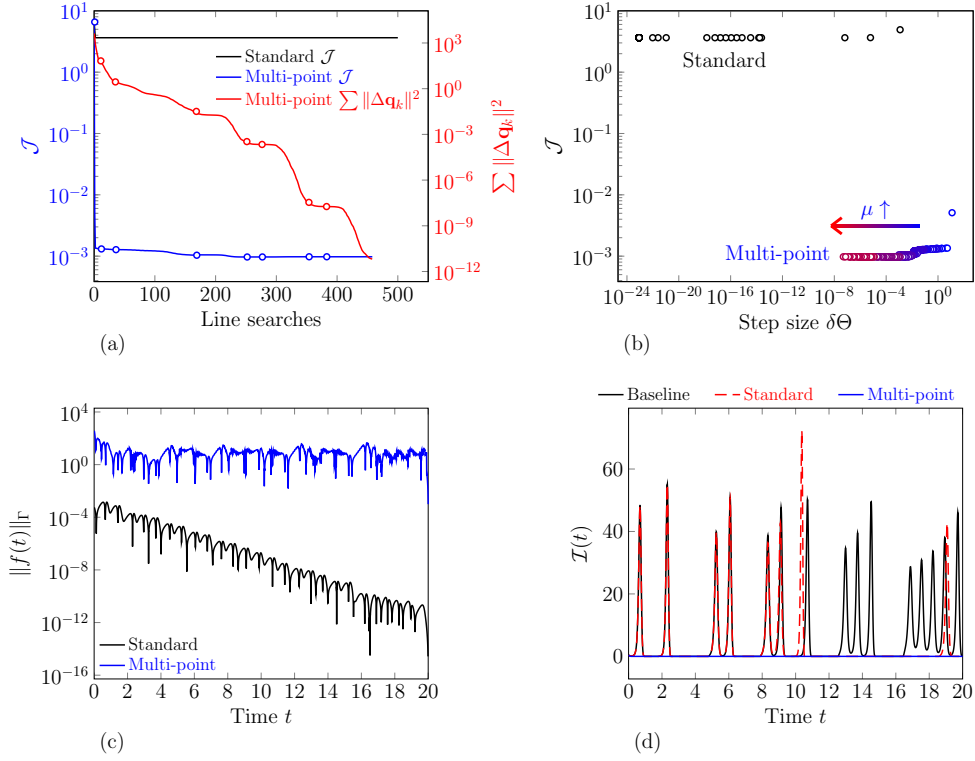 10^1
10^0
10^-1
10^-2
10^-3
𝒥
Standard 𝒥
Multi-point 𝒥
Multi-point ∑ ‖Δq_k‖^2
10^2
10^-1
10^-4
10^-7
10^-10
10^-12
∑ ‖Δq_k‖^2
0 100 200 300 400 500
Line searches
(a)
10^1
10^0
10^-1
10^-2
10^-3
𝒥
Standard
μ ↑
Multi-point
10^-24 10^-20 10^-16 10^-12 10^-8 10^-4 10^0
Step size δΘ
(b)
10^4
10^0
10^-4
10^-8
10^-12
10^-16
||f(t)||_Γ
Standard
Multi-point
0 2 4 6 8 10 12 14 16 18 20
Time t
(c)
Baseline Standard Multi-point
60
40
20
0
ℐ(t)
0 2 4 6 8 10 12 14 16 18 20
Time t
(d)